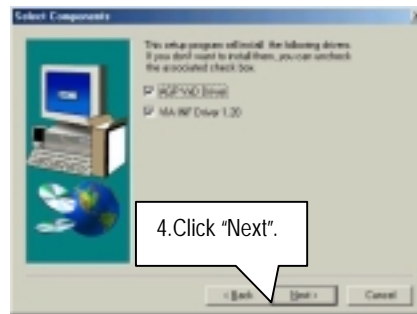 Select Components
This setup program will install the following drivers.
If you don't want to install them, you can uncheck
the associated check box.
AGP VxD Driver
VIA INF Driver 1.20
4.Click “Next”.
< Back
Next >
Cancel